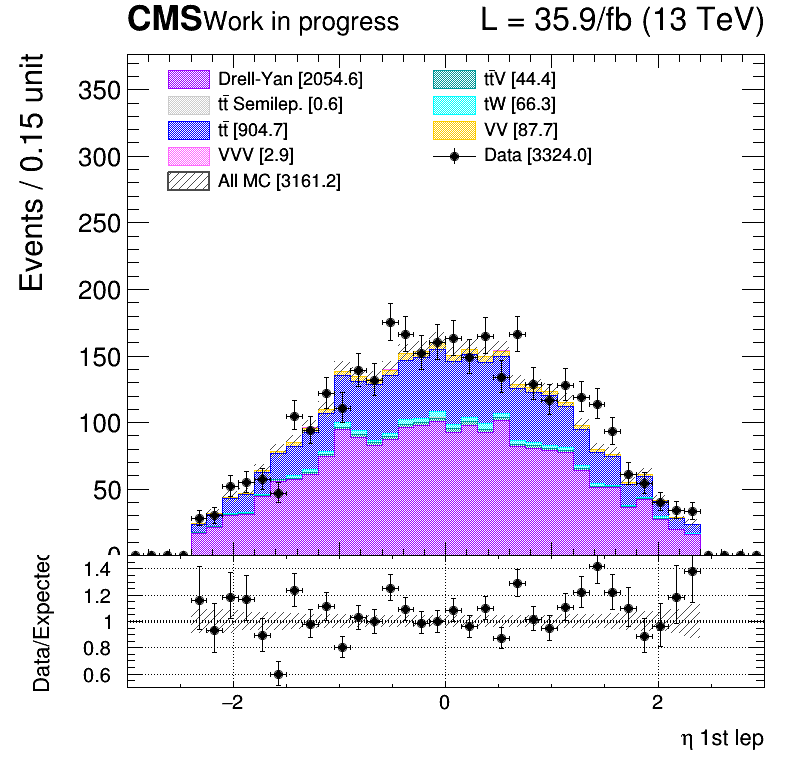 CMS Work in progress L = 35.9/fb (13 TeV)
Events / 0.15 unit
350
300
250
200
150
100
50
0
Drell-Yan [2054.6]
tt̄ Semilep. [0.6]
tt̄ [904.7]
VVV [2.9]
All MC [3161.2]
tt̄V [44.4]
tW [66.3]
VV [87.7]
Data [3324.0]
Data/Expected
1.4
1.2
1
0.8
0.6
−2 0 2
η 1st lep